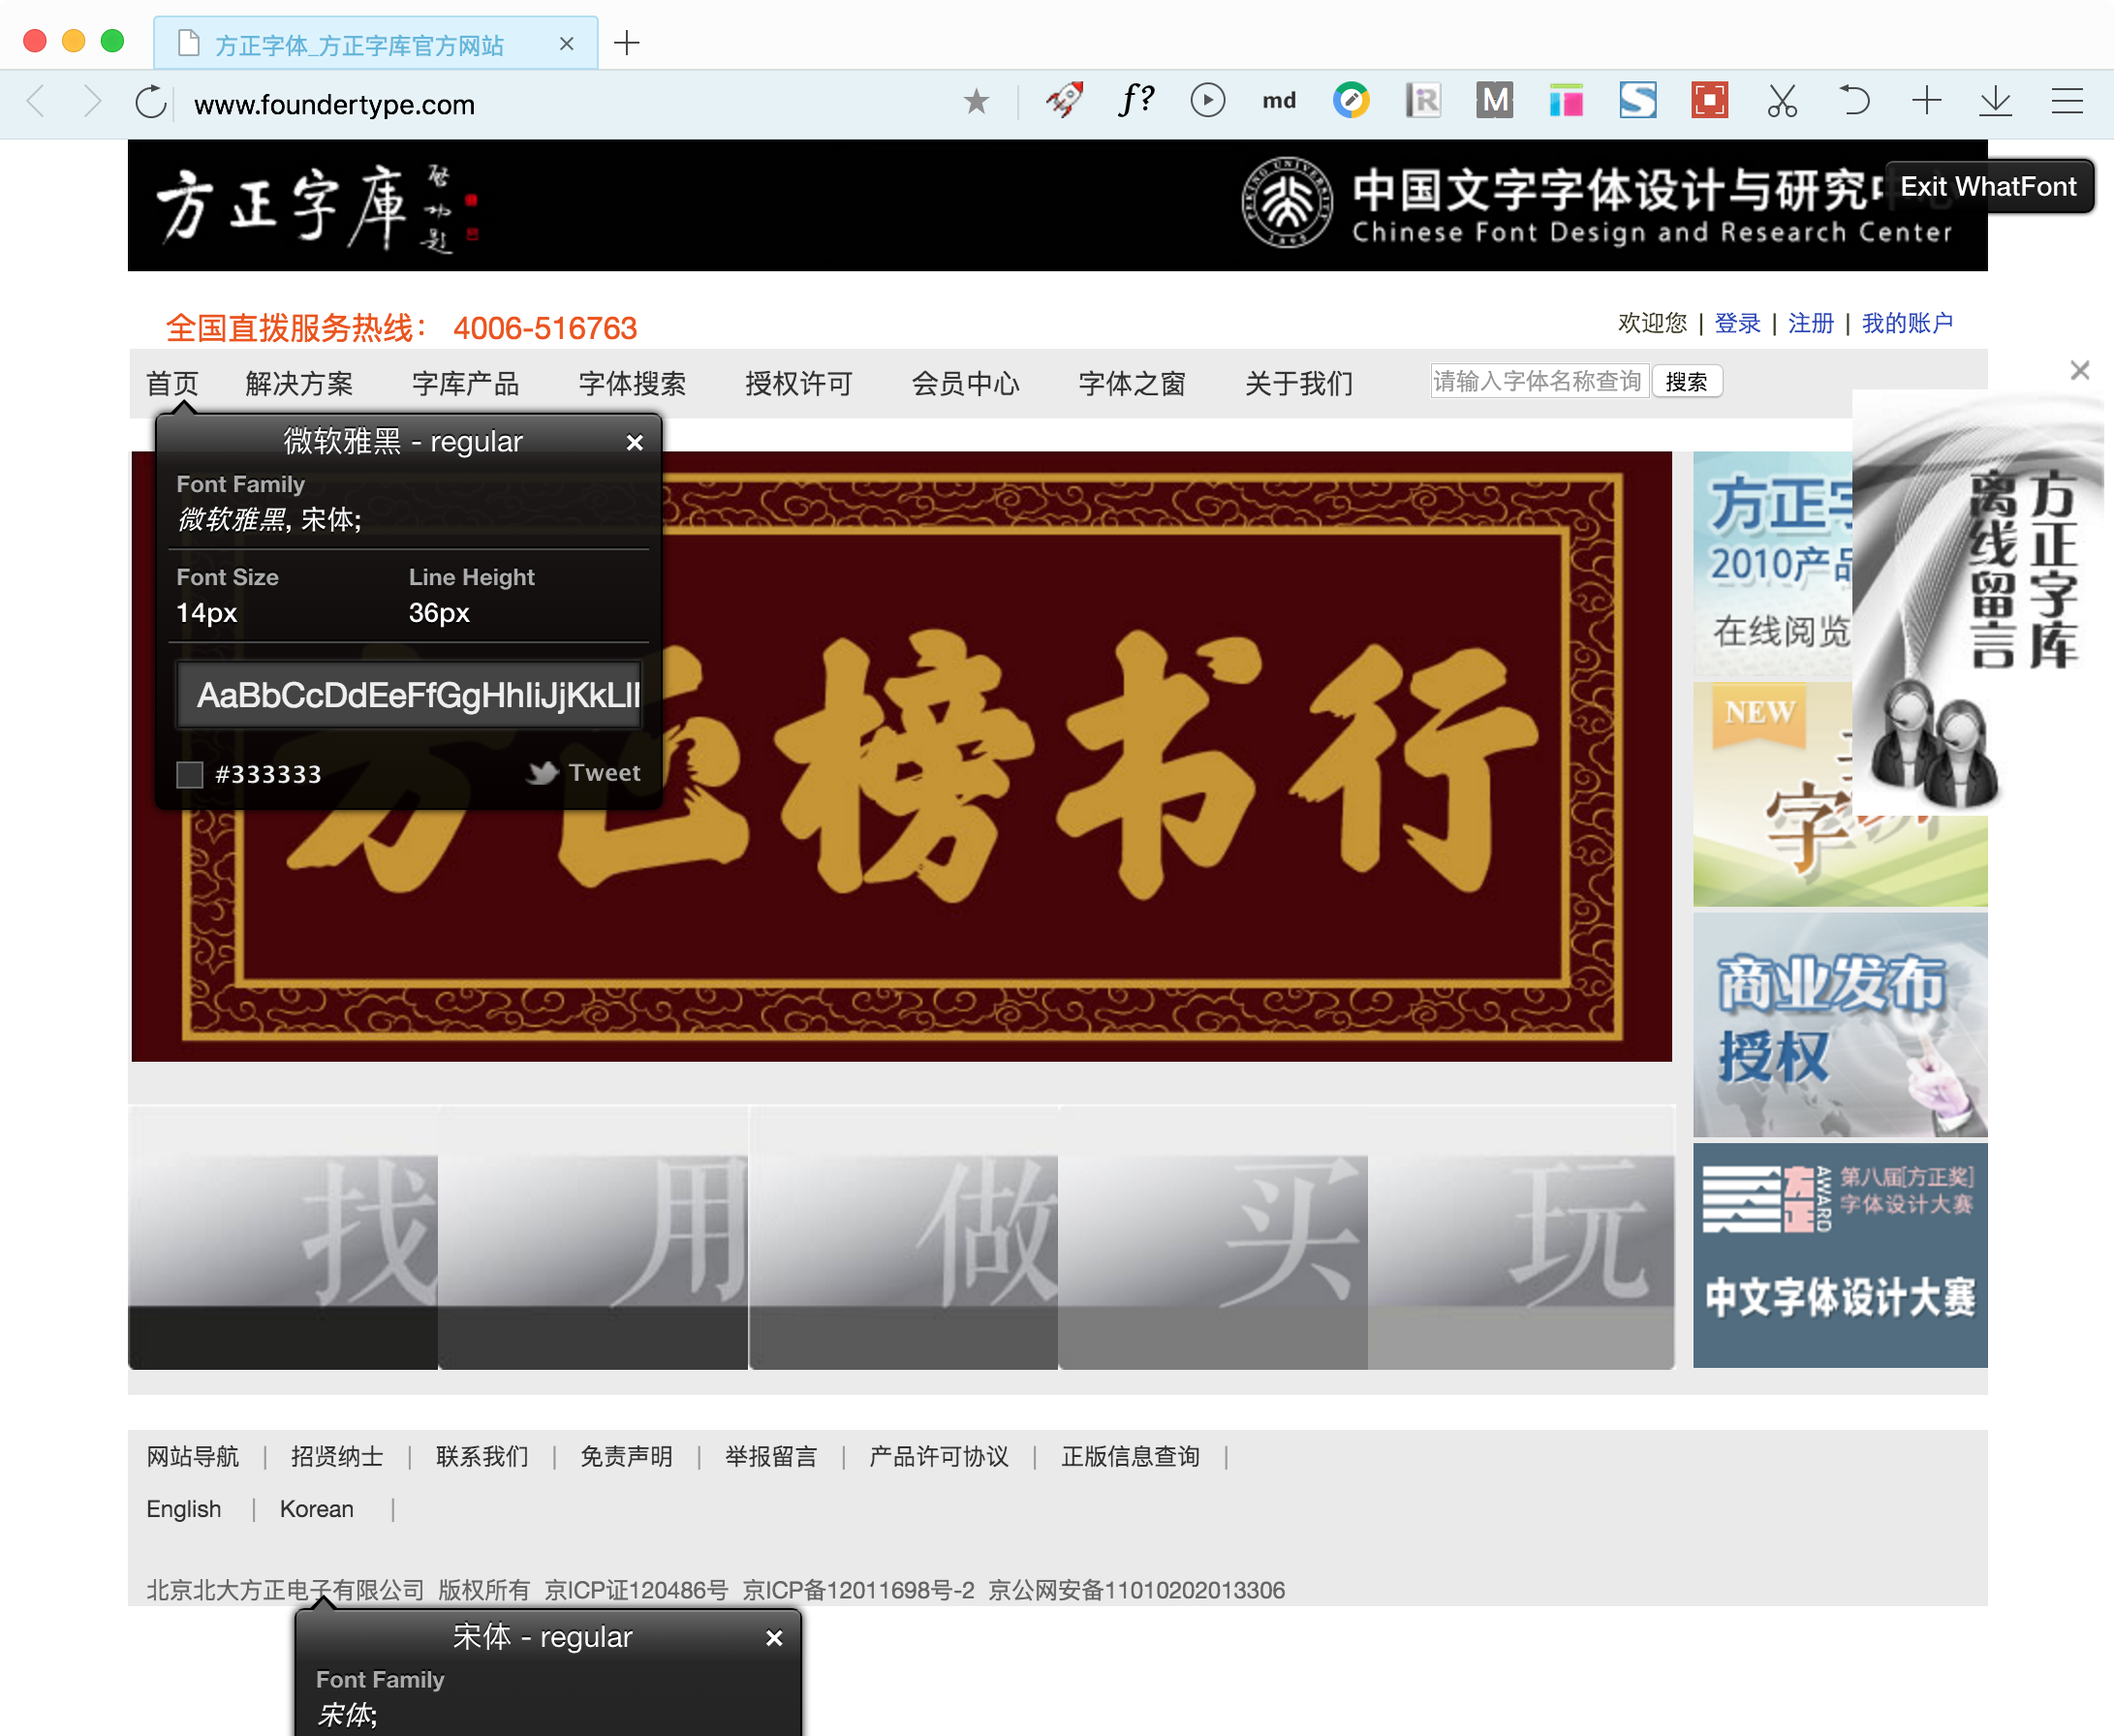 方正字体_方正字库官方网站
www.foundertype.com
f?
md
R
M
S
方正字庫
启功题
PEKING UNIVERSITY
1898
中国文字字体设计与研究
Chinese Font Design and Research Center
Exit WhatFont
全国直拨服务热线: 4006-516763
欢迎您 | 登录 | 注册 | 我的账户
首页 解决方案 字库产品 字体搜索 授权许可 会员中心 字体之窗 关于我们 请输入字体名称查询 搜索
微软雅黑 - regular
Font Family
微软雅黑, 宋体;
Font Size Line Height
14px 36px
AaBbCcDdEeFfGgHhIiJjKkLl
#333333 Tweet
方正榜书行
方正字
2010产品
在线阅览
方正字库
离线留言
NEW
字
商业发布
授权
方正
AWARD
第八届[方正奖]
字体设计大赛
中文字体设计大赛
找 用 做 买 玩
网站导航 | 招贤纳士 | 联系我们 | 免责声明 | 举报留言 | 产品许可协议 | 正版信息查询 |
English | Korean |
北京北大方正电子有限公司 版权所有 京ICP证120486号 京ICP备12011698号-2 京公网安备11010202013306
宋体 - regular
Font Family
宋体;